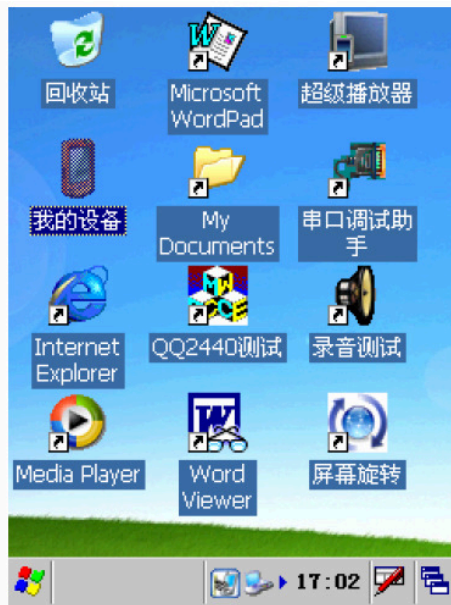 回收站
Microsoft
WordPad
超级播放器
我的设备
My
Documents
串口调试助
手
Internet
Explorer
QQ2440测试
录音测试
Media Player
Word
Viewer
屏幕旋转
17:02